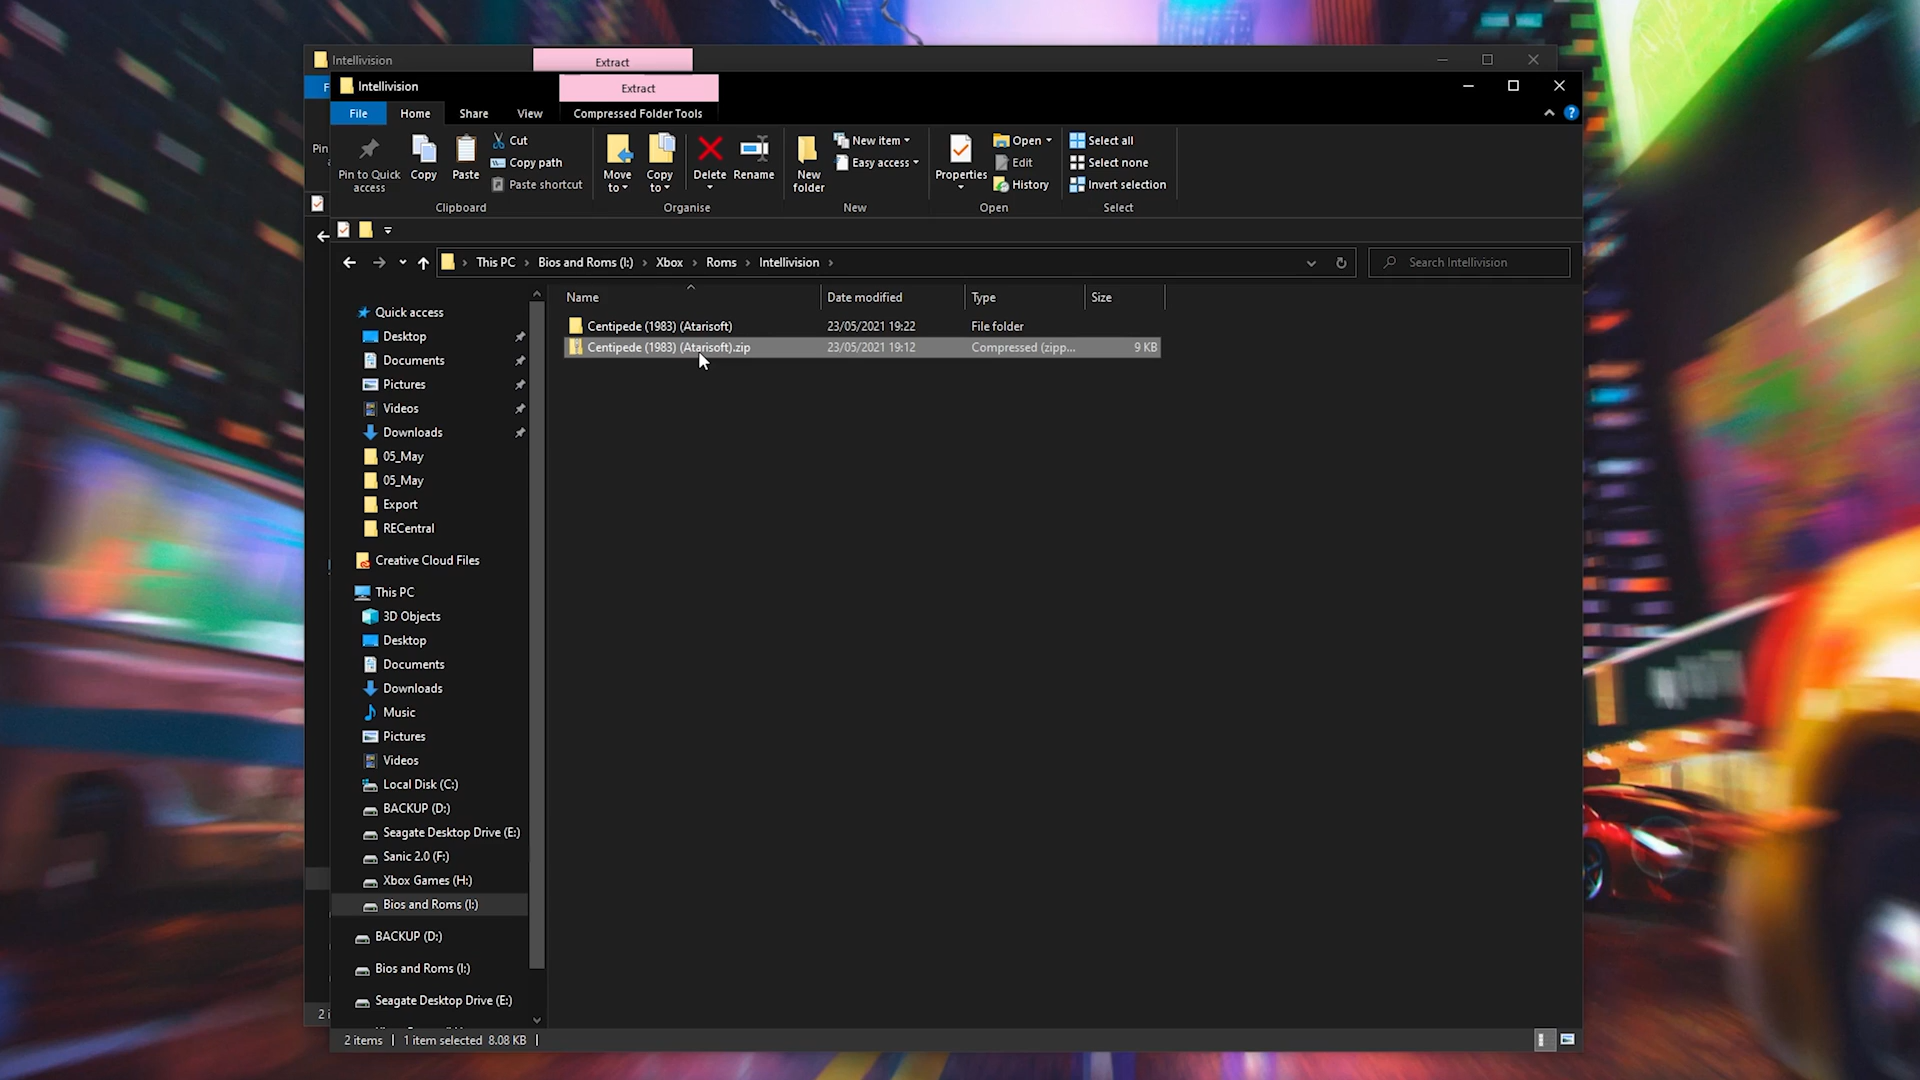 Intellivision
Extract
Intellivision
Extract
File
Home
Share
View
Compressed Folder Tools
Pin
Pin to Quick
access
Copy
Paste
Cut
Copy path
Paste shortcut
Clipboard
Move
to
Copy
to
Delete
Rename
Organise
New
folder
New item
Easy access
New
Properties
Open
Edit
History
Open
Select all
Select none
Invert selection
Select
This PC › Bios and Roms (I:) › Xbox › Roms › Intellivision ›
Search Intellivision
Name Date modified Type Size
Centipede (1983) (Atarisoft) 23/05/2021 19:22 File folder
Centipede (1983) (Atarisoft).zip 23/05/2021 19:12 Compressed (zipp... 9 KB
Quick access
Desktop
Documents
Pictures
Videos
Downloads
05_May
05_May
Export
RECentral
Creative Cloud Files
This PC
3D Objects
Desktop
Documents
Downloads
Music
Pictures
Videos
Local Disk (C:)
BACKUP (D:)
Seagate Desktop Drive (E:)
Sanic 2.0 (F:)
Xbox Games (H:)
Bios and Roms (I:)
BACKUP (D:)
Bios and Roms (I:)
Seagate Desktop Drive (E:)
2 items 1 item selected 8.08 KB